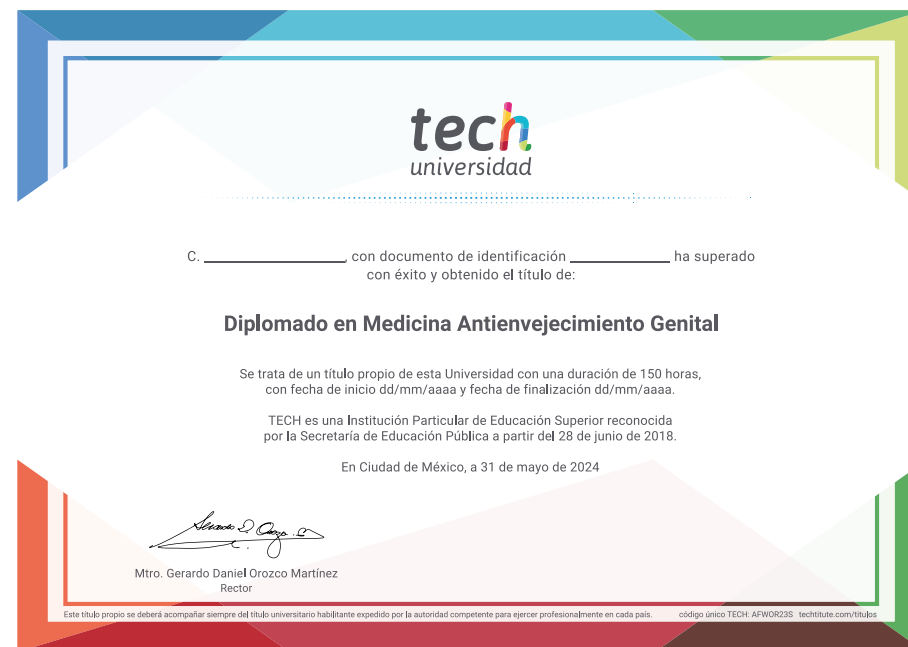 tech
universidad
C. ____________________, con documento de identificación ______________ ha superado
con éxito y obtenido el título de:
Diplomado en Medicina Antienvejecimiento Genital
Se trata de un título propio de esta Universidad con una duración de 150 horas,
con fecha de inicio dd/mm/aaaa y fecha de finalización dd/mm/aaaa.
TECH es una Institución Particular de Educación Superior reconocida
por la Secretaría de Educación Pública a partir del 28 de junio de 2018.
En Ciudad de México, a 31 de mayo de 2024
Mtro. Gerardo Daniel Orozco Martínez
Rector
Este título propio se deberá acompañar siempre del título universitario habilitante expedido por la autoridad competente para ejercer profesionalmente en cada país. código único TECH: AFWOR23S techtitute.com/títulos